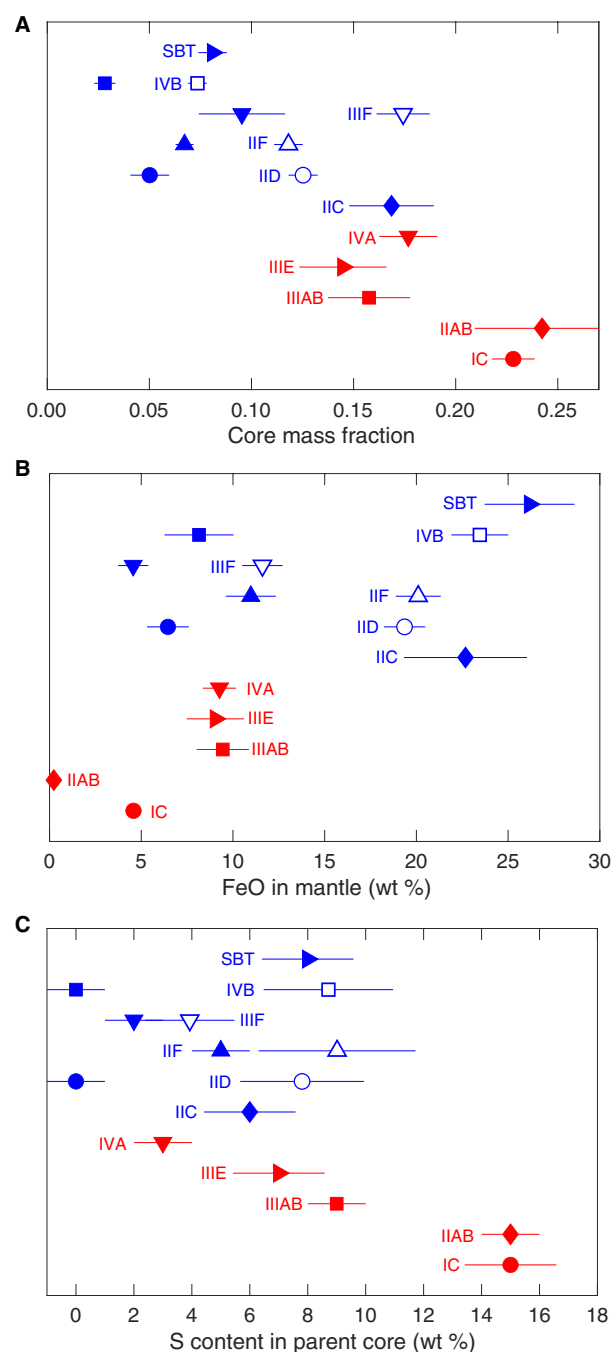 A
SBT
IVB
IIIF
IIF
IID
IIC
IVA
IIIE
IIIAB
IIAB
IC
0.00 0.05 0.10 0.15 0.20 0.25
Core mass fraction
B
SBT
IVB
IIIF
IIF
IID
IIC
IVA
IIIE
IIIAB
IIAB
IC
0 5 10 15 20 25 30
FeO in mantle (wt %)
C
SBT
IVB
IIIF
IIF
IID
IIC
IVA
IIIE
IIIAB
IIAB
IC
0 2 4 6 8 10 12 14 16 18
S content in parent core (wt %)